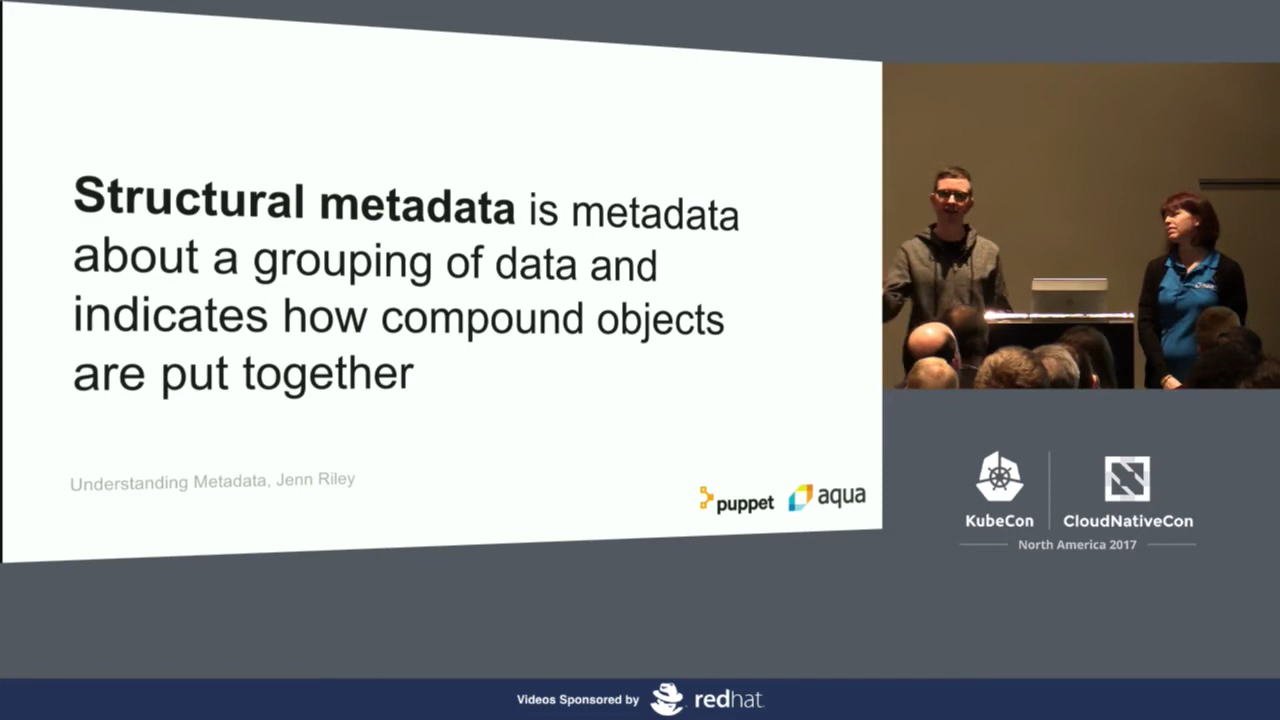 Structural metadata is metadata
about a grouping of data and
indicates how compound objects
are put together
Understanding Metadata, Jenn Riley
puppet
aqua
KubeCon
CloudNativeCon
North America 2017
Videos Sponsored by
redhat